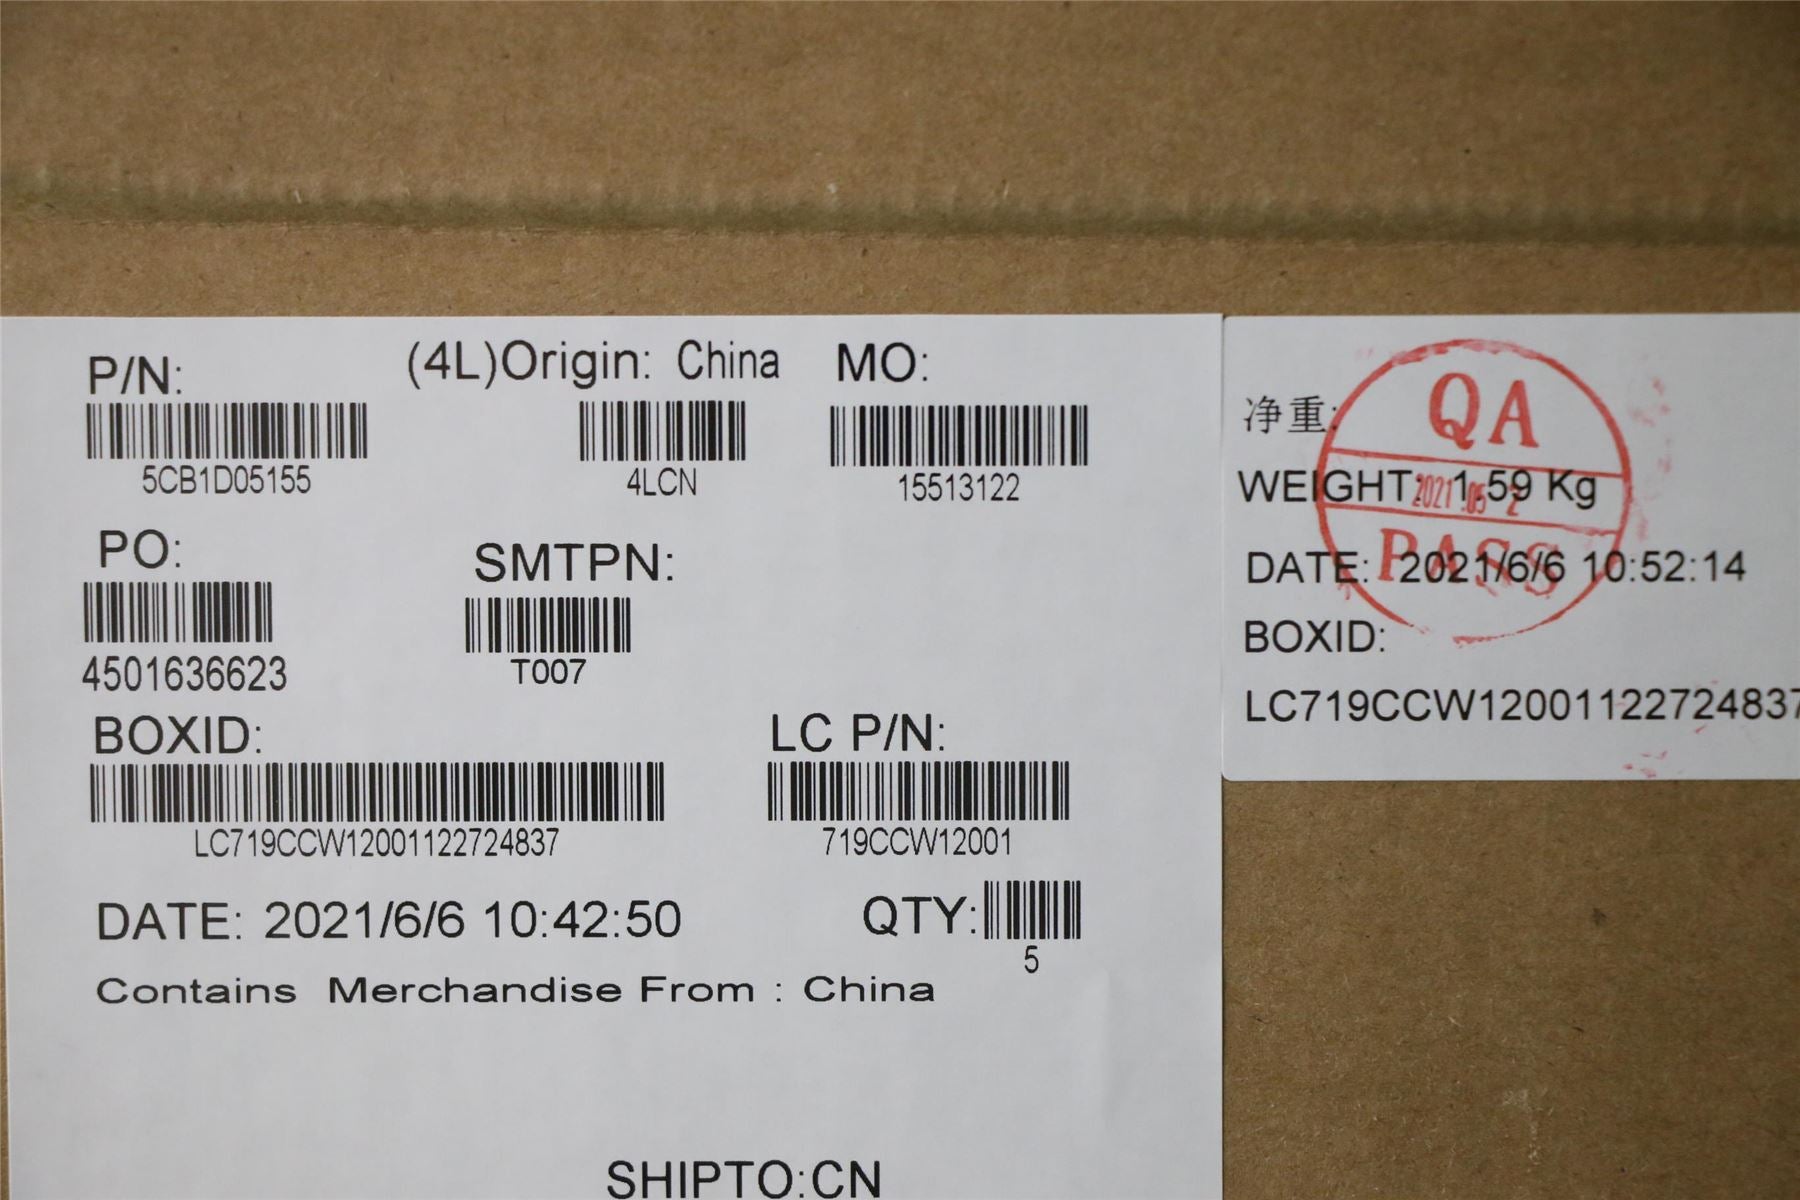 P/N:
(4L)Origin: China
MO:
5CB1D05155
4LCN
15513122
PO:
SMTPN:
4501636623
T007
BOXID:
LC P/N:
LC719CCW12001122724837
719CCW12001
DATE: 2021/6/6 10:42:50
QTY:
5
Contains Merchandise From : China
SHIPTO:CN
净重:
WEIGHT: 1.59 Kg
DATE: 2021/6/6 10:52:14
BOXID:
LC719CCW12001122724837
QA
PASS